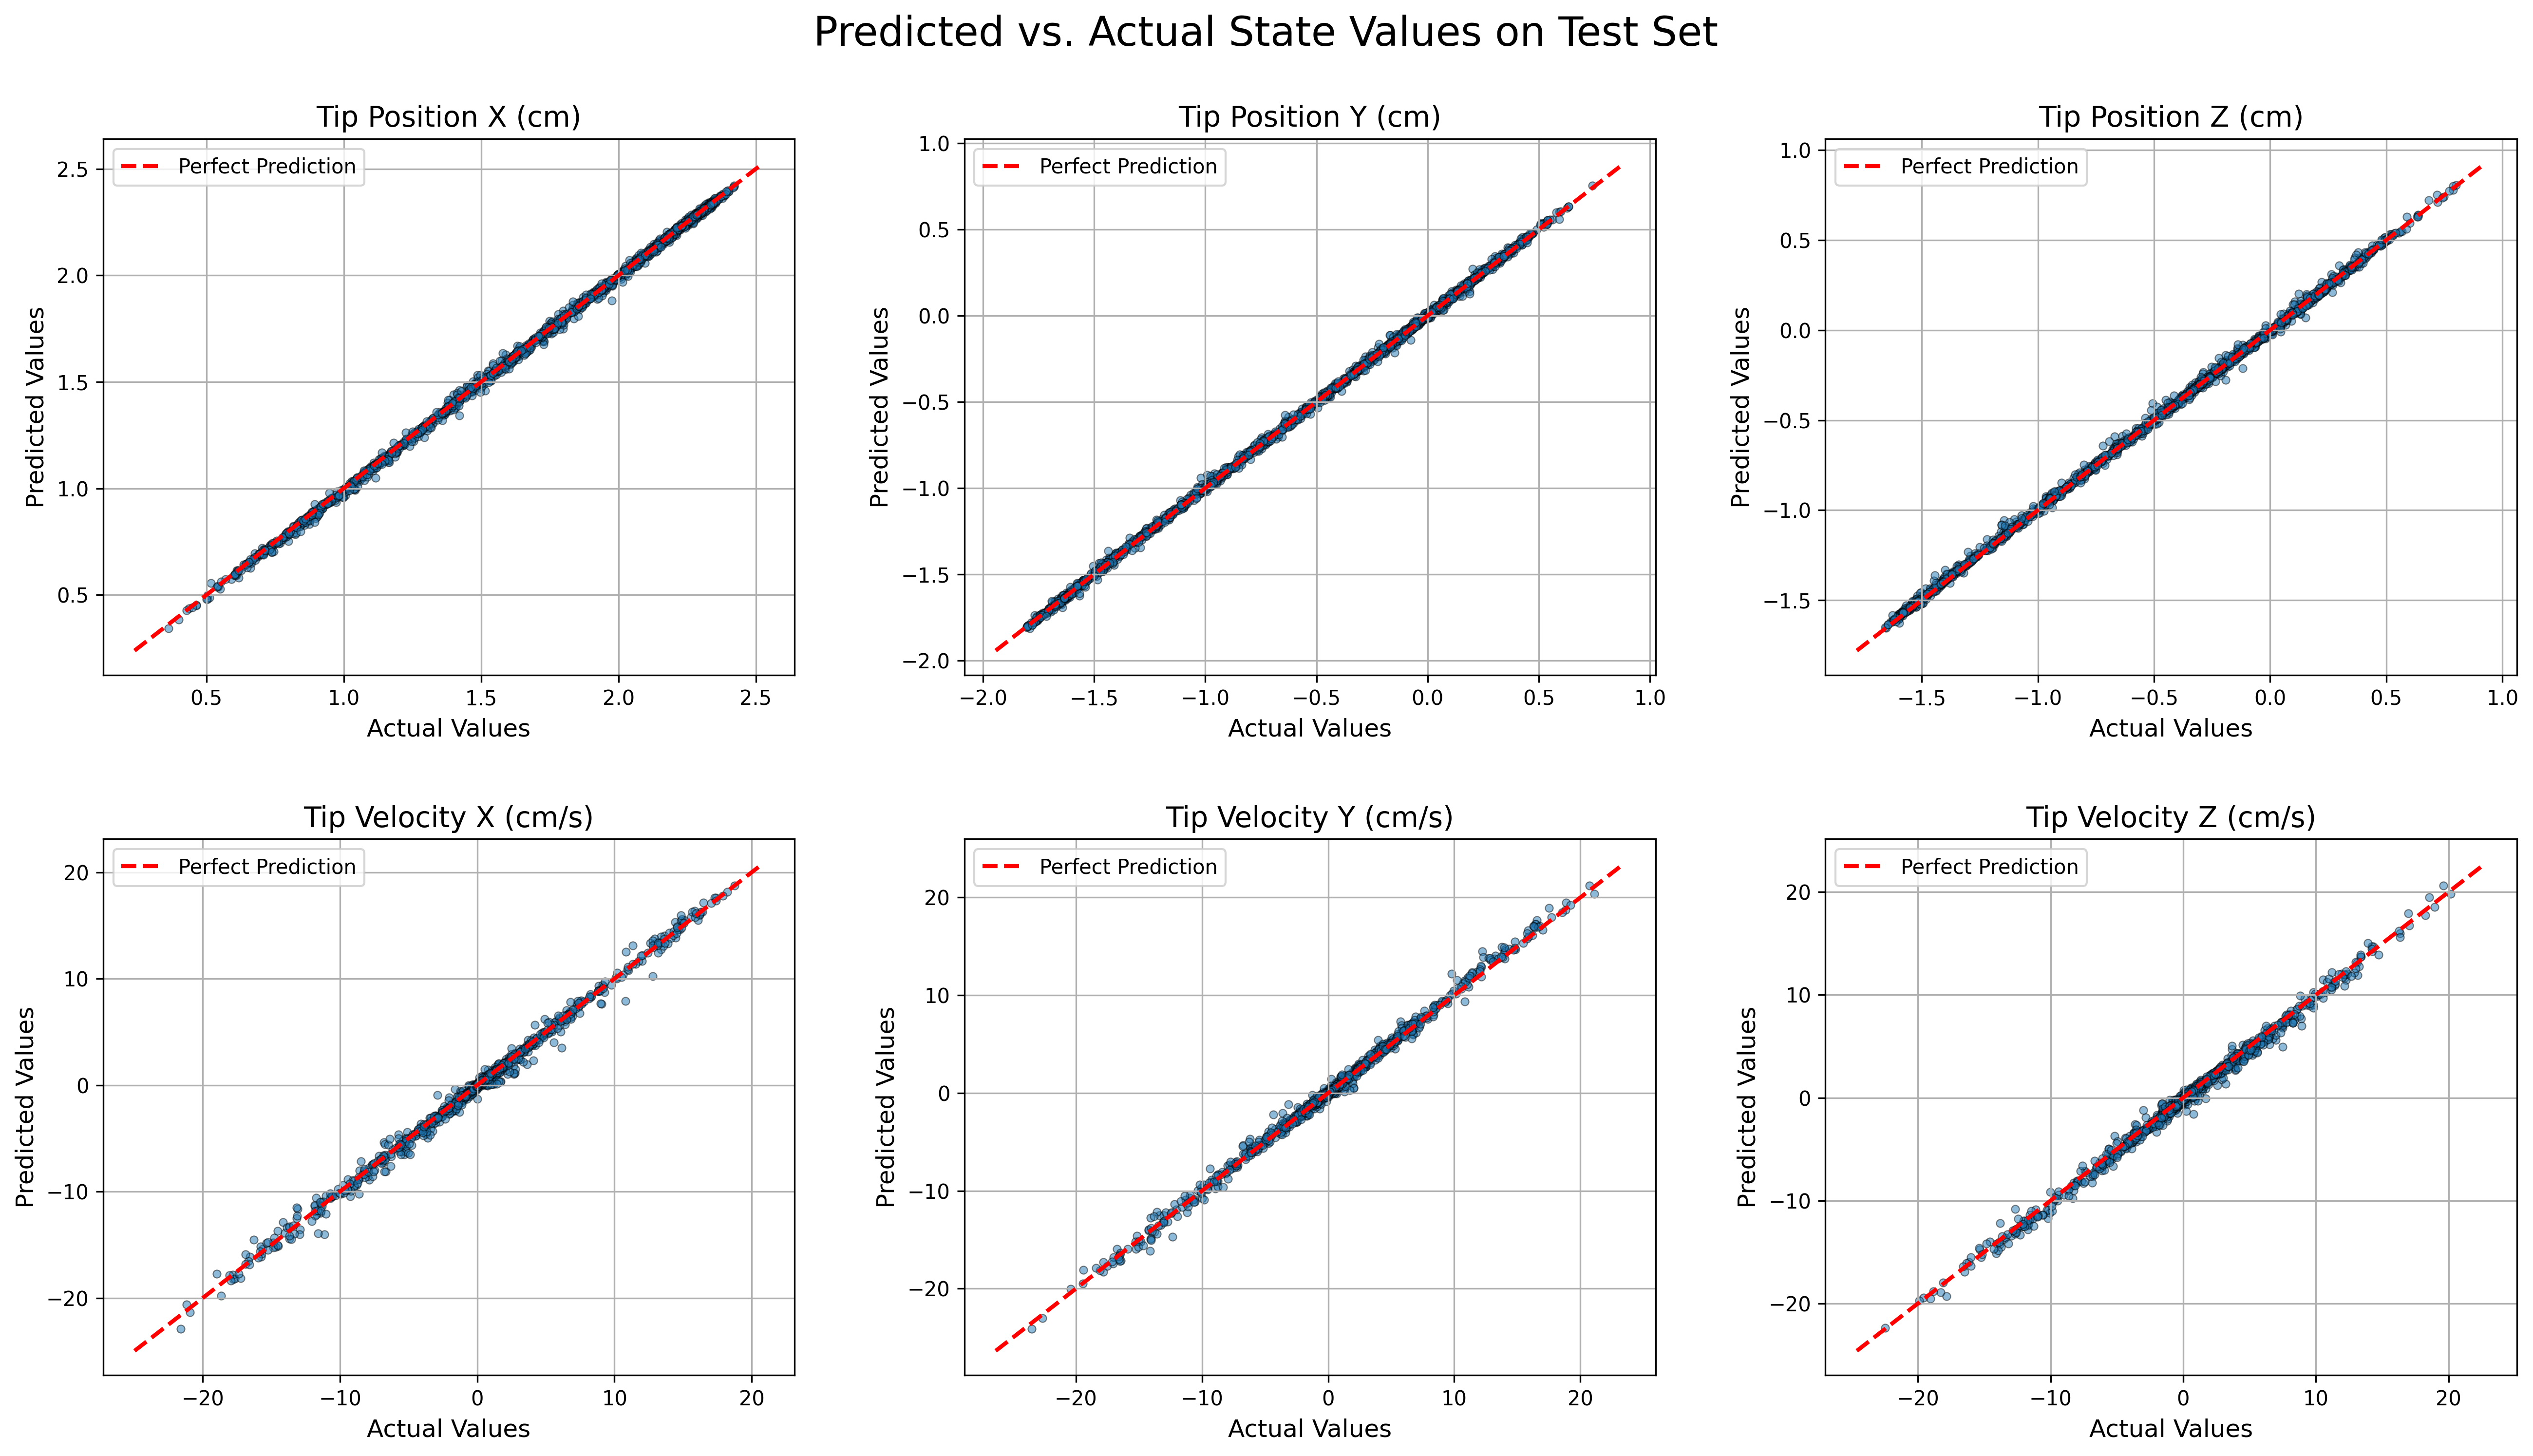 Predicted vs. Actual State Values on Test Set
Tip Position X (cm)
Perfect Prediction
2.5
2.0
1.5
1.0
0.5
Predicted Values
0.5 1.0 1.5 2.0 2.5
Actual Values
Tip Position Y (cm)
Perfect Prediction
1.0
0.5
0.0
−0.5
−1.0
−1.5
−2.0
Predicted Values
−2.0 −1.5 −1.0 −0.5 0.0 0.5 1.0
Actual Values
Tip Position Z (cm)
Perfect Prediction
1.0
0.5
0.0
−0.5
−1.0
−1.5
Predicted Values
−1.5 −1.0 −0.5 0.0 0.5 1.0
Actual Values
Tip Velocity X (cm/s)
Perfect Prediction
20
10
0
−10
−20
Predicted Values
−20 −10 0 10 20
Actual Values
Tip Velocity Y (cm/s)
Perfect Prediction
20
10
0
−10
−20
Predicted Values
−20 −10 0 10 20
Actual Values
Tip Velocity Z (cm/s)
Perfect Prediction
20
10
0
−10
−20
Predicted Values
−20 −10 0 10 20
Actual Values